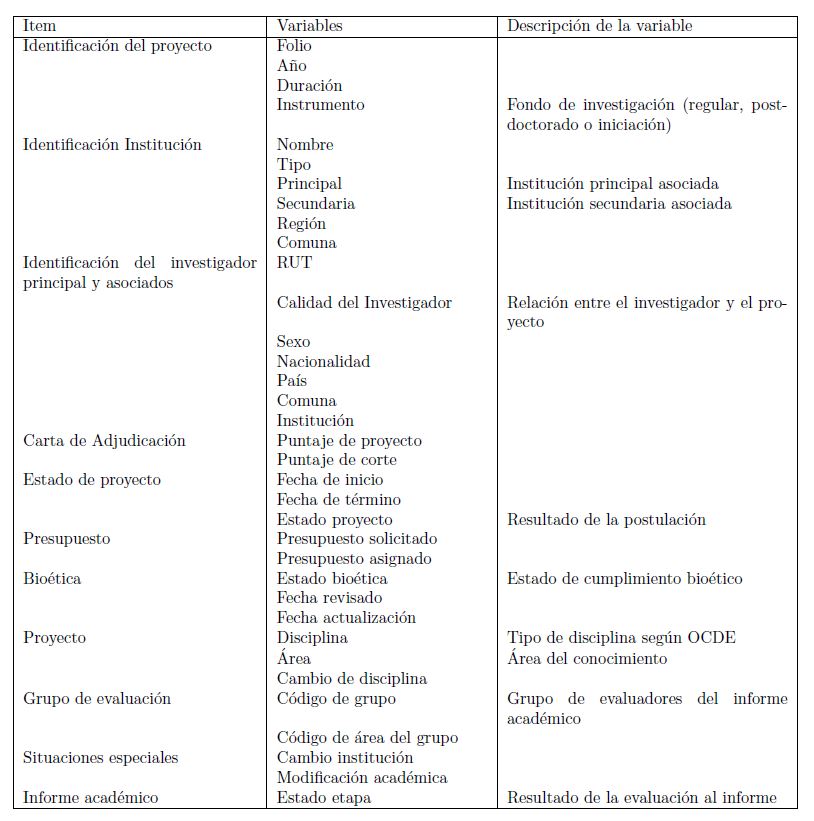 Item Variables Descripción de la variable
Identificación del proyecto Folio
Año
Duración
Instrumento Fondo de investigación (regular, post-
doctorado o iniciación)
Identificación Institución Nombre
Tipo
Principal Institución principal asociada
Secundaria Institución secundaria asociada
Región
Comuna
Identificación del investigador RUT
principal y asociados
Calidad del Investigador Relación entre el investigador y el pro-
yecto
Sexo
Nacionalidad
País
Comuna
Institución
Carta de Adjudicación Puntaje de proyecto
Puntaje de corte
Estado de proyecto Fecha de inicio
Fecha de término
Estado proyecto Resultado de la postulación
Presupuesto Presupuesto solicitado
Presupuesto asignado
Bioética Estado bioética Estado de cumplimiento bioético
Fecha revisado
Fecha actualización
Proyecto Disciplina Tipo de disciplina según OCDE
Área Área del conocimiento
Cambio de disciplina
Grupo de evaluación Código de grupo Grupo de evaluadores del informe
académico
Código de área del grupo
Situaciones especiales Cambio institución
Modificación académica
Informe académico Estado etapa Resultado de la evaluación al informe